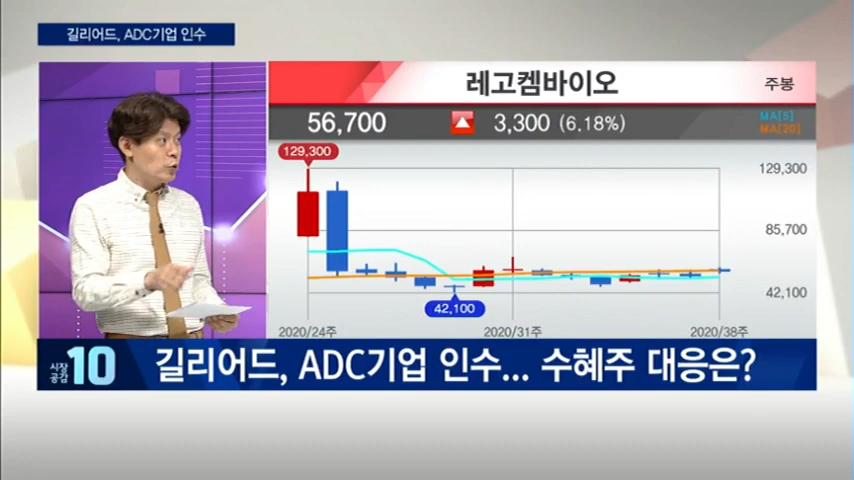 길리어드, ADC기업 인수
레고켐바이오
주봉
56,700 3,300 (6.18%)
MA[5]
MA[20]
129,300
129,300
85,700
42,100
42,100
2020/24주 2020/31주 2020/38주
시장공감 10
길리어드, ADC기업 인수... 수혜주 대응은?